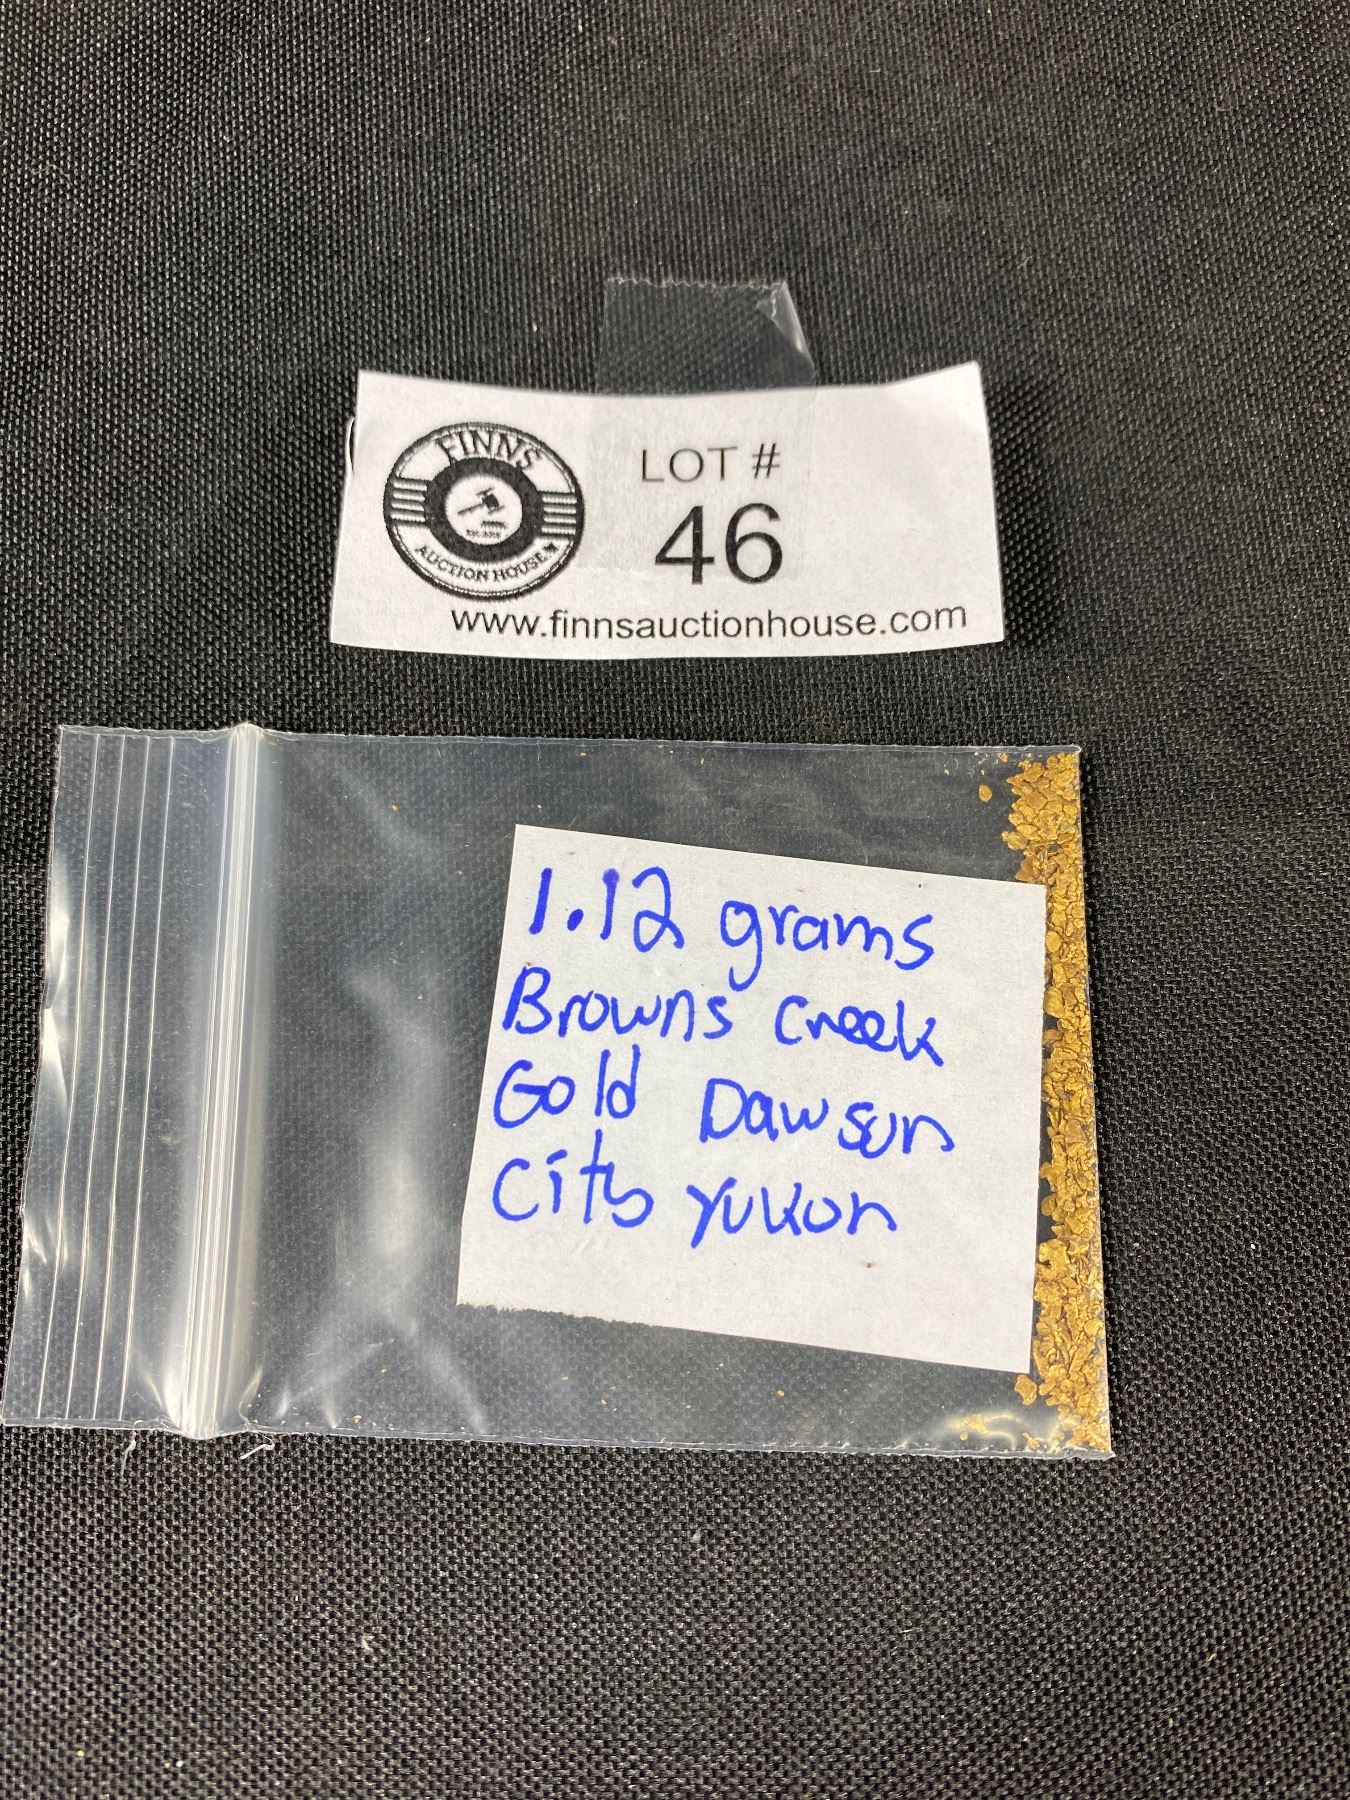 FINNS
AUCTION HOUSE
LOT #
46
www.finnsauctionhouse.com
1.12 grams
Browns Creek
Gold Dawson
City Yukon